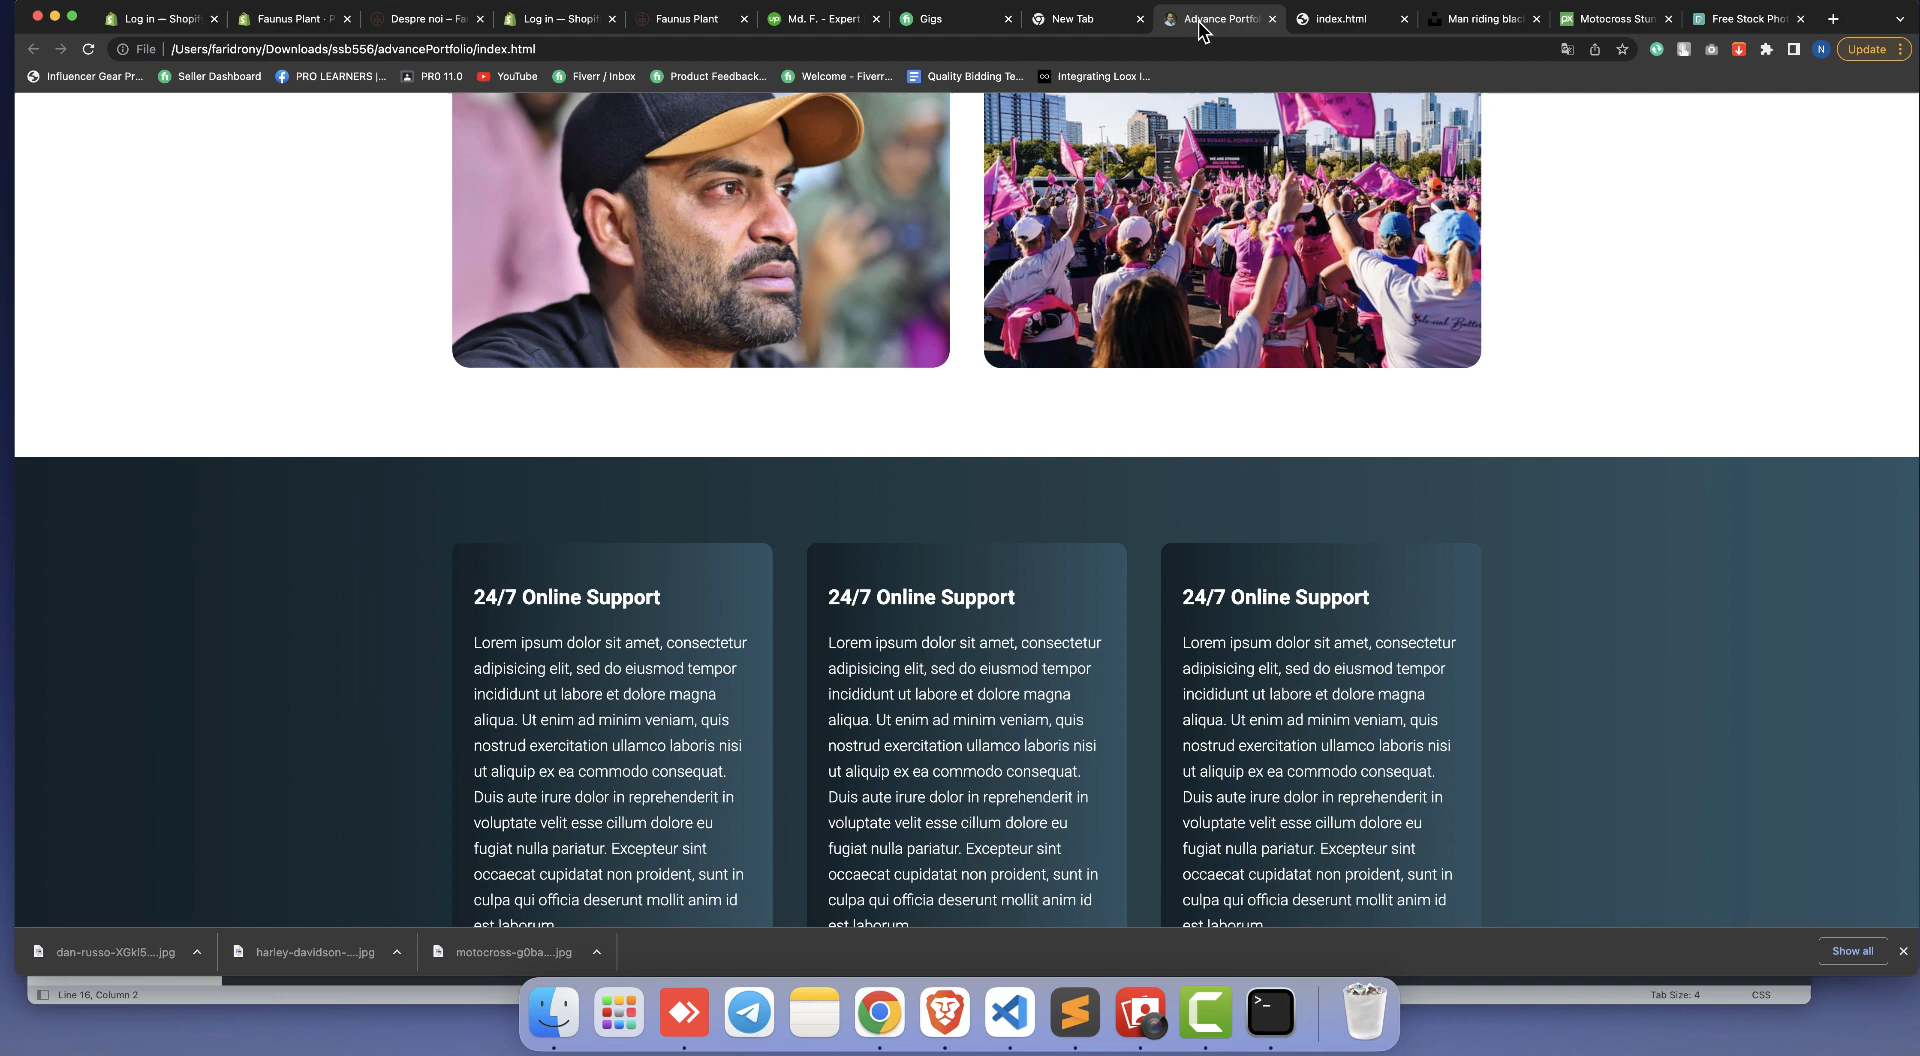 Log in — Shopif
Faunus Plant · P
Despre noi – Fa
Log in — Shopif
Faunus Plant
Md. F. - Expert
Gigs
New Tab
Advance Portfo
index.html
Man riding blac
Motocross Stun
Free Stock Phot
File
/Users/faridrony/Downloads/ssb556/advancePortfolio/index.html
N
Update
Influencer Gear Pr...
Seller Dashboard
PRO LEARNERS |...
PR0 11.0
YouTube
Fiverr / Inbox
Product Feedback...
Welcome - Fiverr...
Quality Bidding Te...
Integrating Loox I...
24/7 Online Support
Lorem ipsum dolor sit amet, consectetur
adipisicing elit, sed do eiusmod tempor
incididunt ut labore et dolore magna
aliqua. Ut enim ad minim veniam, quis
nostrud exercitation ullamco laboris nisi
ut aliquip ex ea commodo consequat.
Duis aute irure dolor in reprehenderit in
voluptate velit esse cillum dolore eu
fugiat nulla pariatur. Excepteur sint
occaecat cupidatat non proident, sunt in
culpa qui officia deserunt mollit anim id
est laborum.
24/7 Online Support
Lorem ipsum dolor sit amet, consectetur
adipisicing elit, sed do eiusmod tempor
incididunt ut labore et dolore magna
aliqua. Ut enim ad minim veniam, quis
nostrud exercitation ullamco laboris nisi
ut aliquip ex ea commodo consequat.
Duis aute irure dolor in reprehenderit in
voluptate velit esse cillum dolore eu
fugiat nulla pariatur. Excepteur sint
occaecat cupidatat non proident, sunt in
culpa qui officia deserunt mollit anim id
est laborum.
24/7 Online Support
Lorem ipsum dolor sit amet, consectetur
adipisicing elit, sed do eiusmod tempor
incididunt ut labore et dolore magna
aliqua. Ut enim ad minim veniam, quis
nostrud exercitation ullamco laboris nisi
ut aliquip ex ea commodo consequat.
Duis aute irure dolor in reprehenderit in
voluptate velit esse cillum dolore eu
fugiat nulla pariatur. Excepteur sint
occaecat cupidatat non proident, sunt in
culpa qui officia deserunt mollit anim id
est laborum.
dan-russo-XGkI5....jpg
harley-davidson-....jpg
motocross-g0ba....jpg
Show all
Line 16, Column 2
Tab Size: 4
CSS